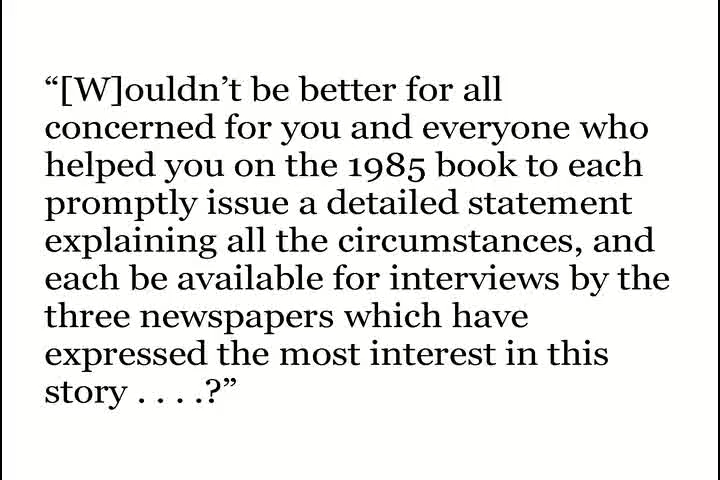 “[W]ouldn’t be better for all
concerned for you and everyone who
helped you on the 1985 book to each
promptly issue a detailed statement
explaining all the circumstances, and
each be available for interviews by the
three newspapers which have
expressed the most interest in this
story . . . .?”